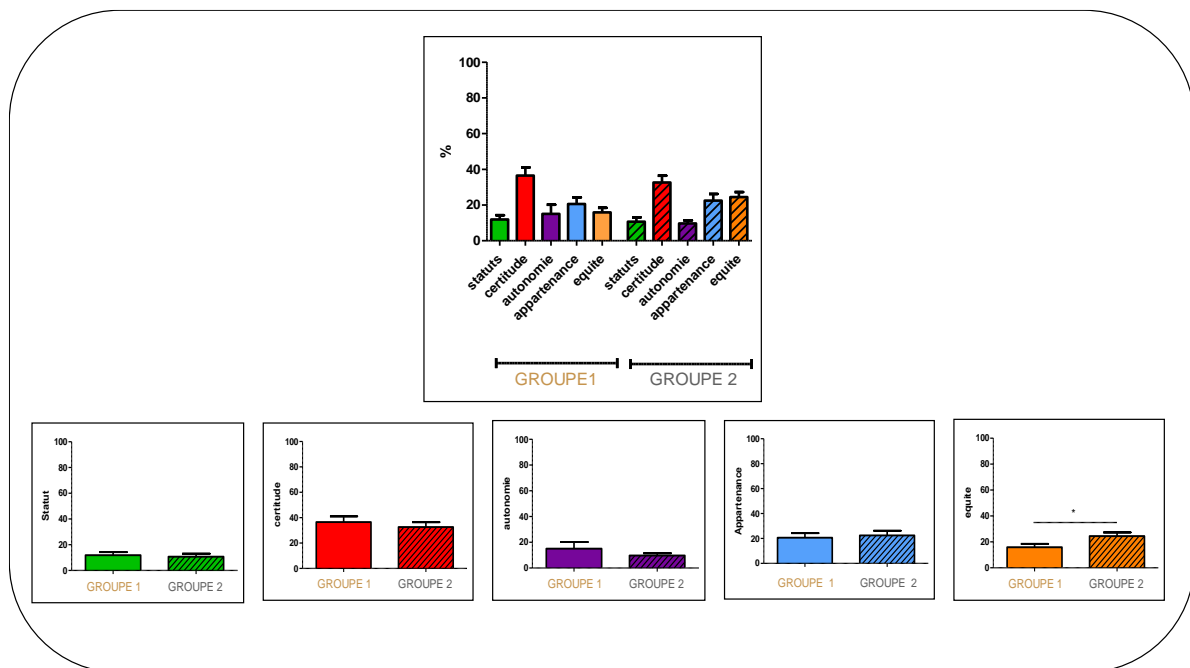 100
80
60
40
20
0
%
statuts
certitude
autonomie
appartenance
equite
statuts
certitude
autonomie
appartenance
equite
GROUPE1
GROUPE 2
100
80
60
40
20
0
Statut
GROUPE 1
GROUPE 2
100
80
60
40
20
0
certitude
GROUPE 1
GROUPE 2
100
80
60
40
20
0
autonomie
GROUPE 1
GROUPE 2
100
80
60
40
20
0
Appartenance
GROUPE 1
GROUPE 2
100
80
60
40
20
0
equite
*
GROUPE 1
GROUPE 2